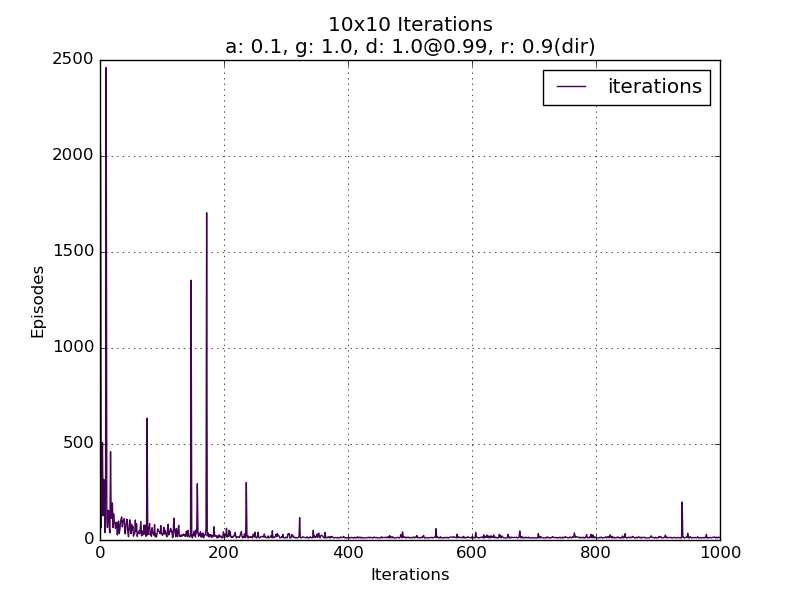 10x10 Iterations
a: 0.1, g: 1.0, d: 1.0@0.99, r: 0.9(dir)
iterations
2500
2000
1500
1000
500
0
Episodes
0 200 400 600 800 1000
Iterations